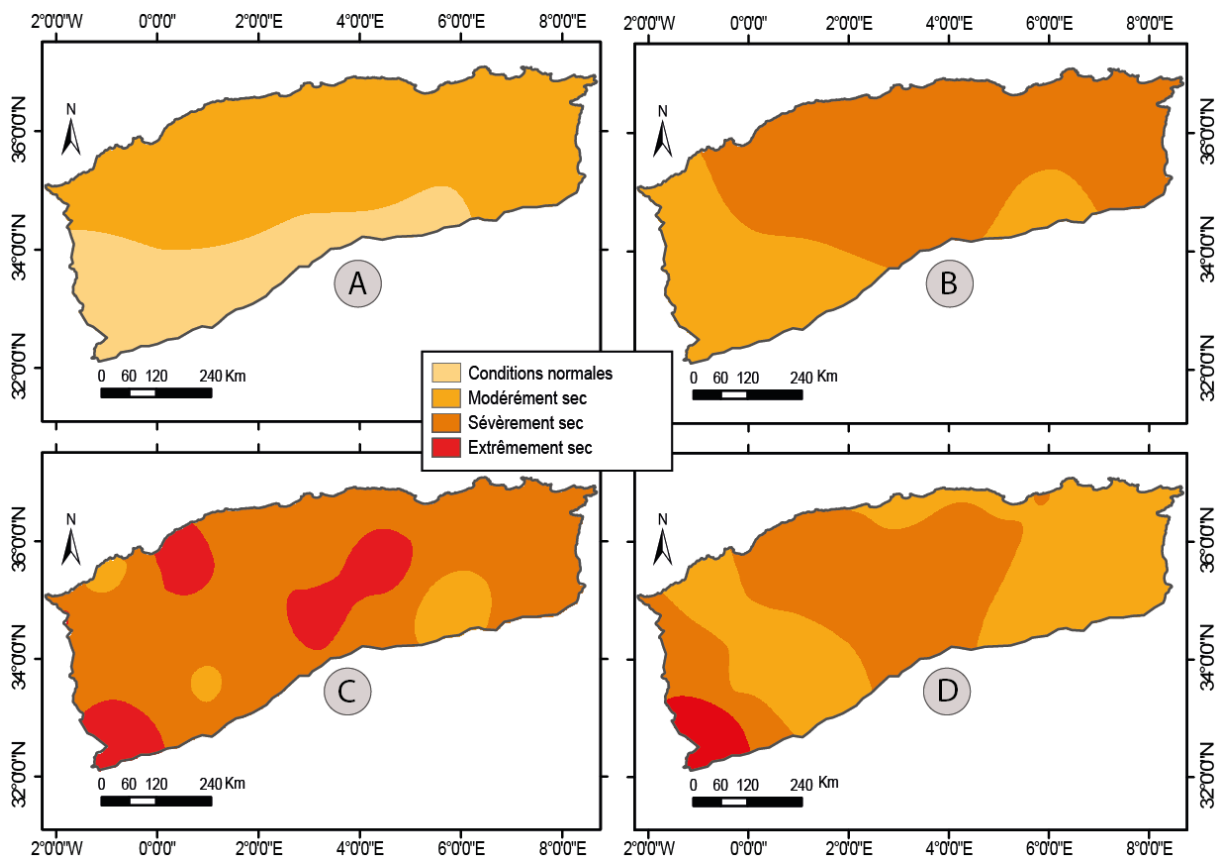 2°0'0"W 0°0'0" 2°0'0"E 4°0'0"E 6°0'0"E 8°0'0"E
2°0'0"W 0°0'0" 2°0'0"E 4°0'0"E 6°0'0"E 8°0'0"E
36°0'0"N
34°0'0"N
32°0'0"N
N
A
0 60 120 240 Km
N
B
0 60 120 240 Km
36°0'0"N
34°0'0"N
32°0'0"N
Conditions normales
Modérément sec
Sévèrement sec
Extrêmement sec
36°0'0"N
34°0'0"N
32°0'0"N
N
C
0 60 120 240 Km
N
D
0 60 120 240 Km
36°0'0"N
34°0'0"N
32°0'0"N
2°0'0"W 0°0'0" 2°0'0"E 4°0'0"E 6°0'0"E 8°0'0"E
2°0'0"W 0°0'0" 2°0'0"E 4°0'0"E 6°0'0"E 8°0'0"E